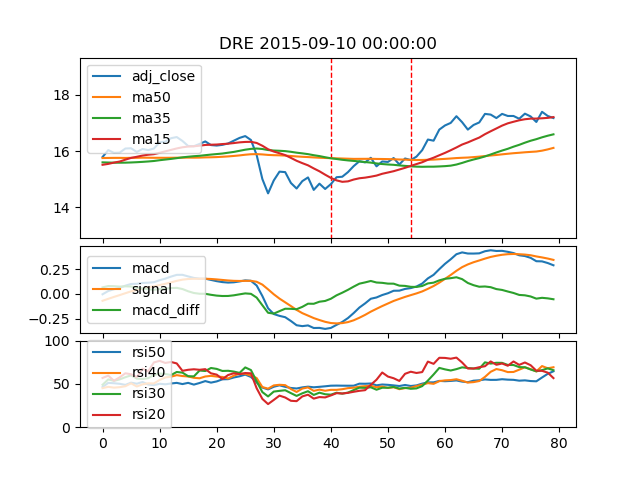 DRE 2015-09-10 00:00:00
18
16
14
adj_close
ma50
ma35
ma15
0.25
0.00
−0.25
macd
signal
macd_diff
100
50
0
rsi50
rsi40
rsi30
rsi20
0 10 20 30 40 50 60 70 80